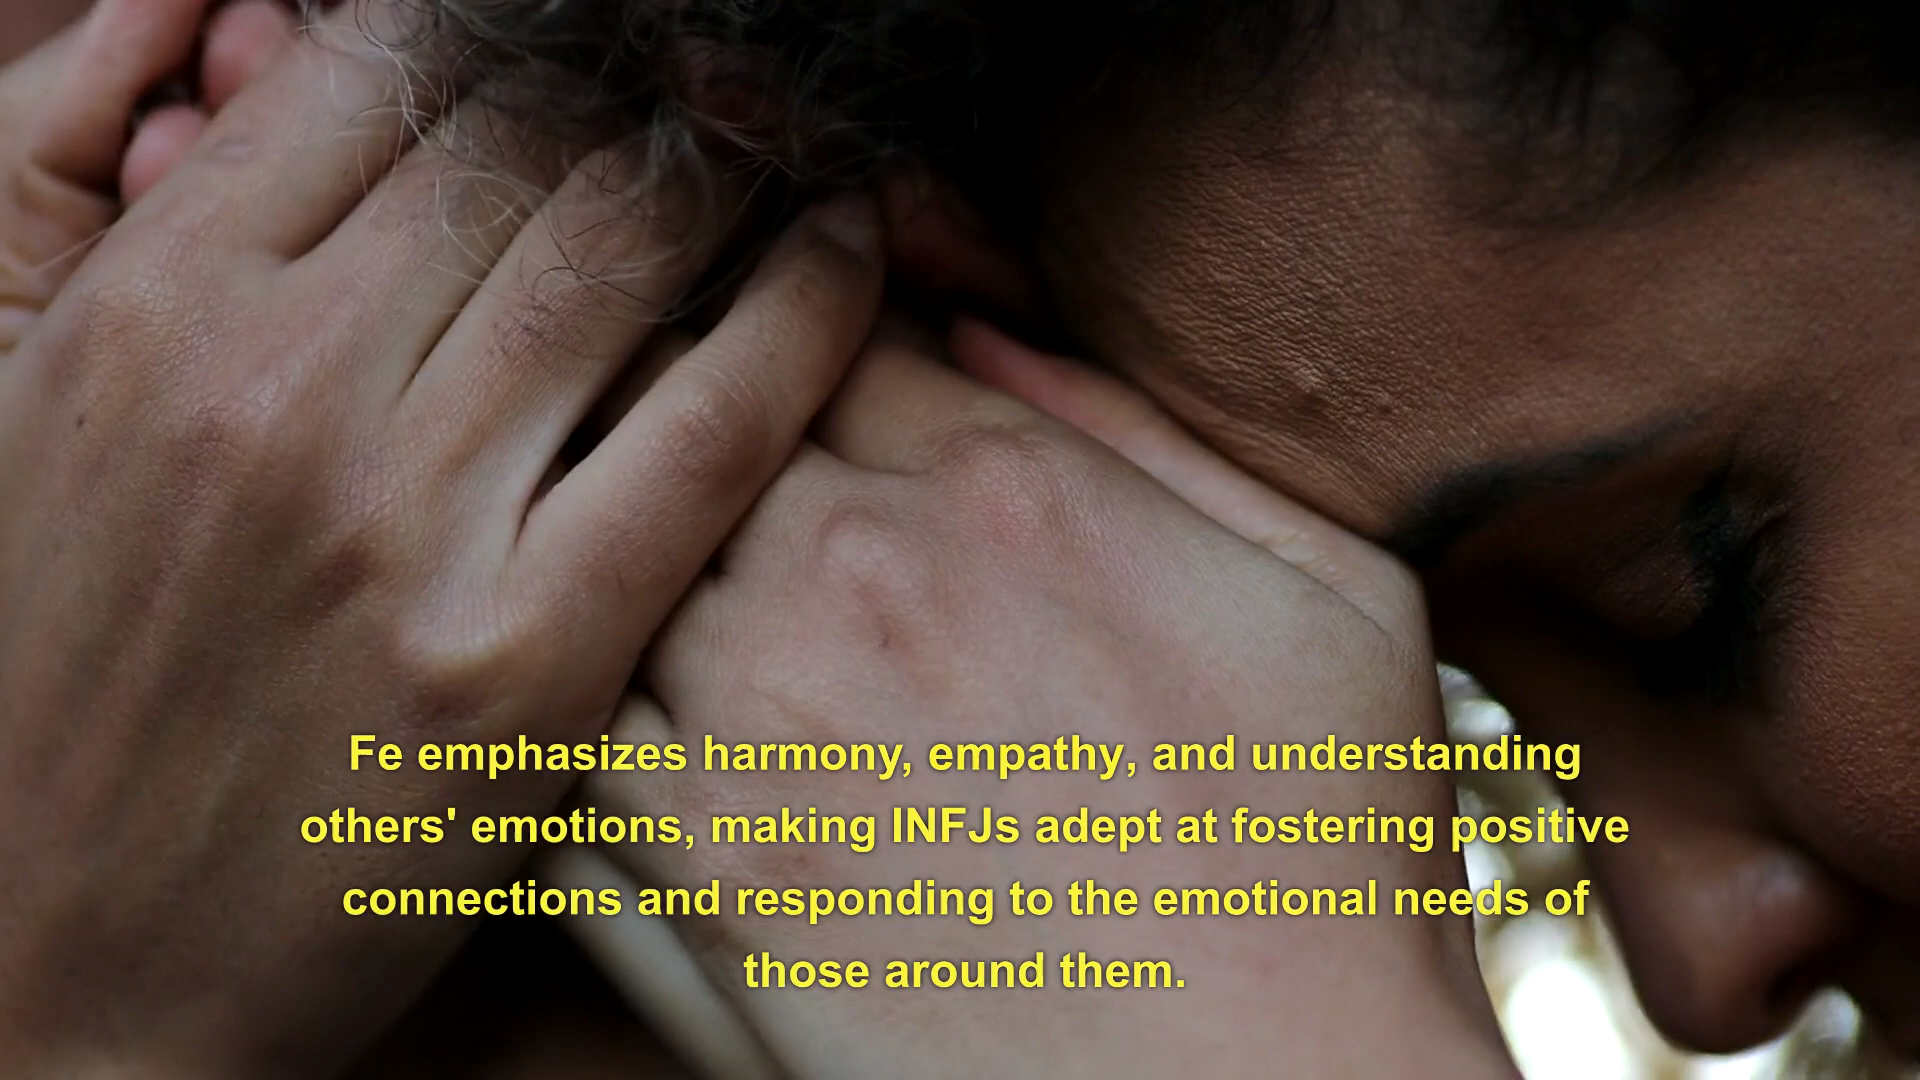 Fe emphasizes harmony, empathy, and understanding
others' emotions, making INFJs adept at fostering positive
connections and responding to the emotional needs of
those around them.